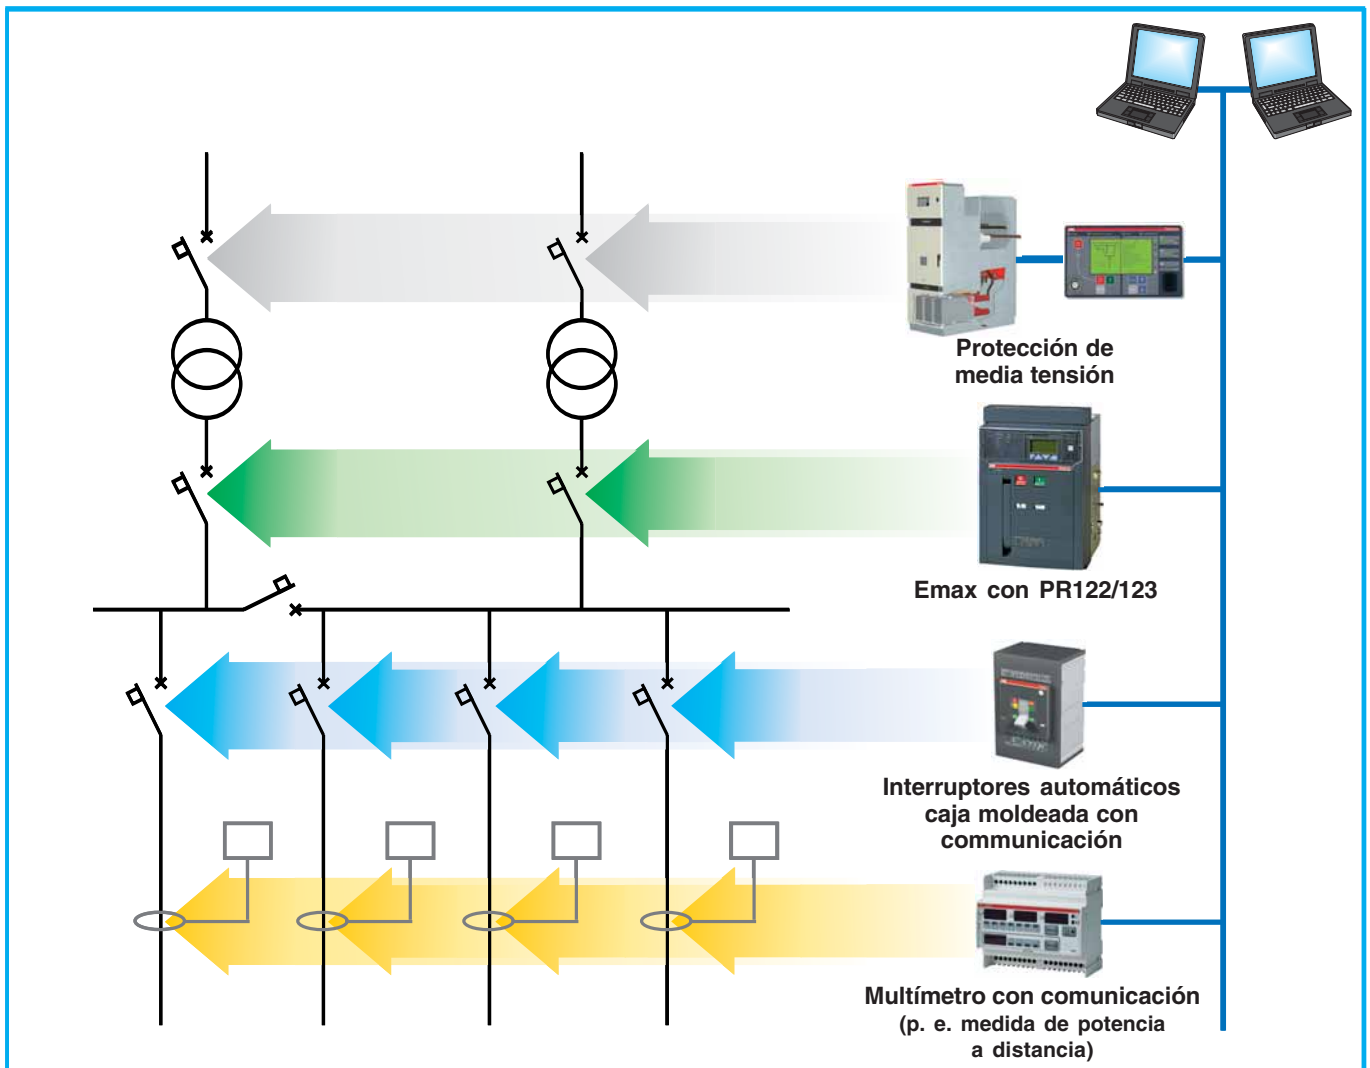 Protección de
media tensión
Emax con PR122/123
Interruptores automáticos
caja moldeada con
communicación
Multímetro con comunicación
(p. e. medida de potencia
a distancia)